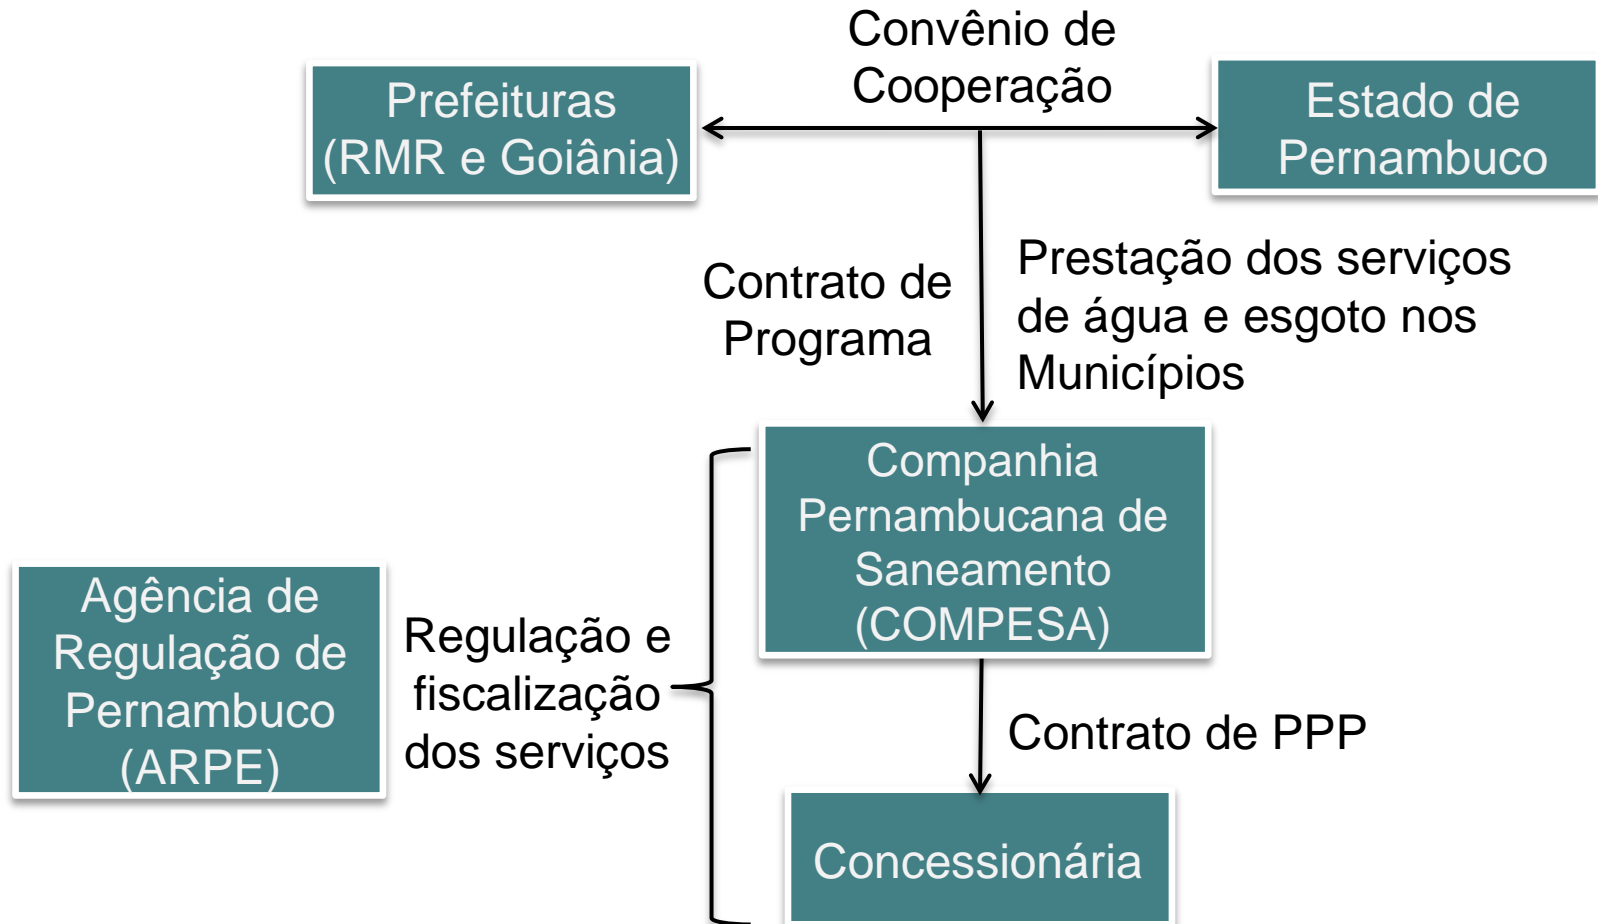 Convênio de
Cooperação
Prefeituras
(RMR e Goiânia)
Estado de
Pernambuco
Contrato de
Programa
Prestação dos serviços
de água e esgoto nos
Municípios
Companhia
Pernambucana de
Saneamento
(COMPESA)
Agência de
Regulação de
Pernambuco
(ARPE)
Regulação e
fiscalização
dos serviços
Contrato de PPP
Concessionária